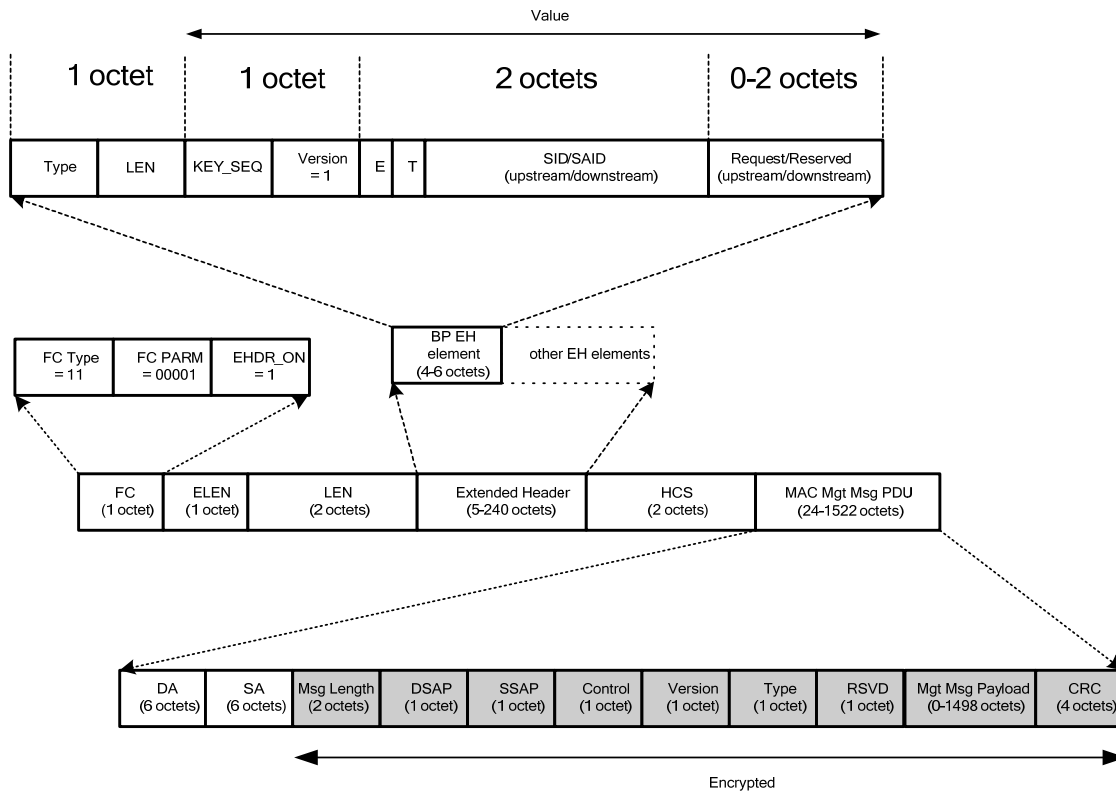 Value
1 octet
1 octet
2 octets
0-2 octets
Type
LEN
KEY_SEQ
Version
= 1
E
T
SID/SAID
(upstream/downstream)
Request/Reserved
(upstream/downstream)
BP EH
element
(4-6 octets)
other EH elements
FC Type
= 11
FC PARM
= 00001
EHDR_ON
= 1
FC
(1 octet)
ELEN
(1 octet)
LEN
(2 octets)
Extended Header
(5-240 octets)
HCS
(2 octets)
MAC Mgt Msg PDU
(24-1522 octets)
DA
(6 octets)
SA
(6 octets)
Msg Length
(2 octets)
DSAP
(1 octet)
SSAP
(1 octet)
Control
(1 octet)
Version
(1 octet)
Type
(1 octet)
RSVD
(1 octet)
Mgt Msg Payload
(0-1498 octets)
CRC
(4 octets)
Encrypted